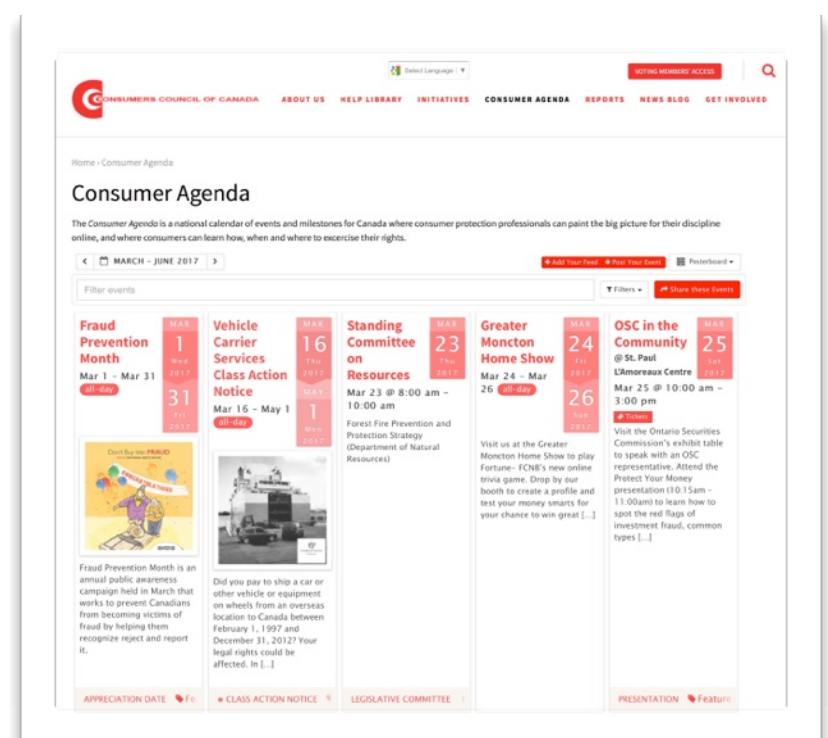 Select Language ▼
VOTING MEMBERS' ACCESS
CONSUMERS COUNCIL OF CANADA
ABOUT US HELP LIBRARY INITIATIVES CONSUMER AGENDA REPORTS NEWS BLOG GET INVOLVED
Home › Consumer Agenda
Consumer Agenda
The Consumer Agenda is a national calendar of events and milestones for Canada where consumer protection professionals can paint the big picture for their discipline
online, and where consumers can learn how, when and where to excercise their rights.
MARCH – JUNE 2017
+ Add Your Feed + Post Your Event
Posterboard
Filter events
Filters
Share these Events
Fraud
Prevention
Month
MAR
1
Wed
2017
31
Fri
2017
Mar 1 – Mar 31
all-day
Don't Buy Into FRAUD
CONGRATULATIONS
Fraud Prevention Month is an
annual public awareness
campaign held in March that
works to prevent Canadians
from becoming victims of
fraud by helping them
recognize reject and report
it.
APPRECIATION DATE
Vehicle
Carrier
Services
Class Action
Notice
MAR
16
Thu
2017
MAY
1
Mon
2017
Mar 16 – May 1
all-day
Did you pay to ship a car or
other vehicle or equipment
on wheels from an overseas
location to Canada between
February 1, 1997 and
December 31, 2012? Your
legal rights could be
affected. In [...]
CLASS ACTION NOTICE
Standing
Committee
on
Resources
MAR
23
Thu
2017
Mar 23 @ 8:00 am –
10:00 am
Forest Fire Prevention and
Protection Strategy
(Department of Natural
Resources)
LEGISLATIVE COMMITTEE
Greater
Moncton
Home Show
MAR
24
Fri
2017
26
Sun
2017
Mar 24 – Mar
26 all-day
Visit us at the Greater
Moncton Home Show to play
Fortune– FCNB's new online
trivia game. Drop by our
booth to create a profile and
test your money smarts for
your chance to win great [...]
OSC in the
Community
@ St. Paul
L'Amoreaux Centre
MAR
25
Sat
2017
Mar 25 @ 10:00 am –
3:00 pm
Tickets
Visit the Ontario Securities
Commission's exhibit table
to speak with an OSC
representative. Attend the
Protect Your Money
presentation (10:15am –
11:00am) to learn how to
spot the red flags of
investment fraud, common
types [...]
PRESENTATION Feature